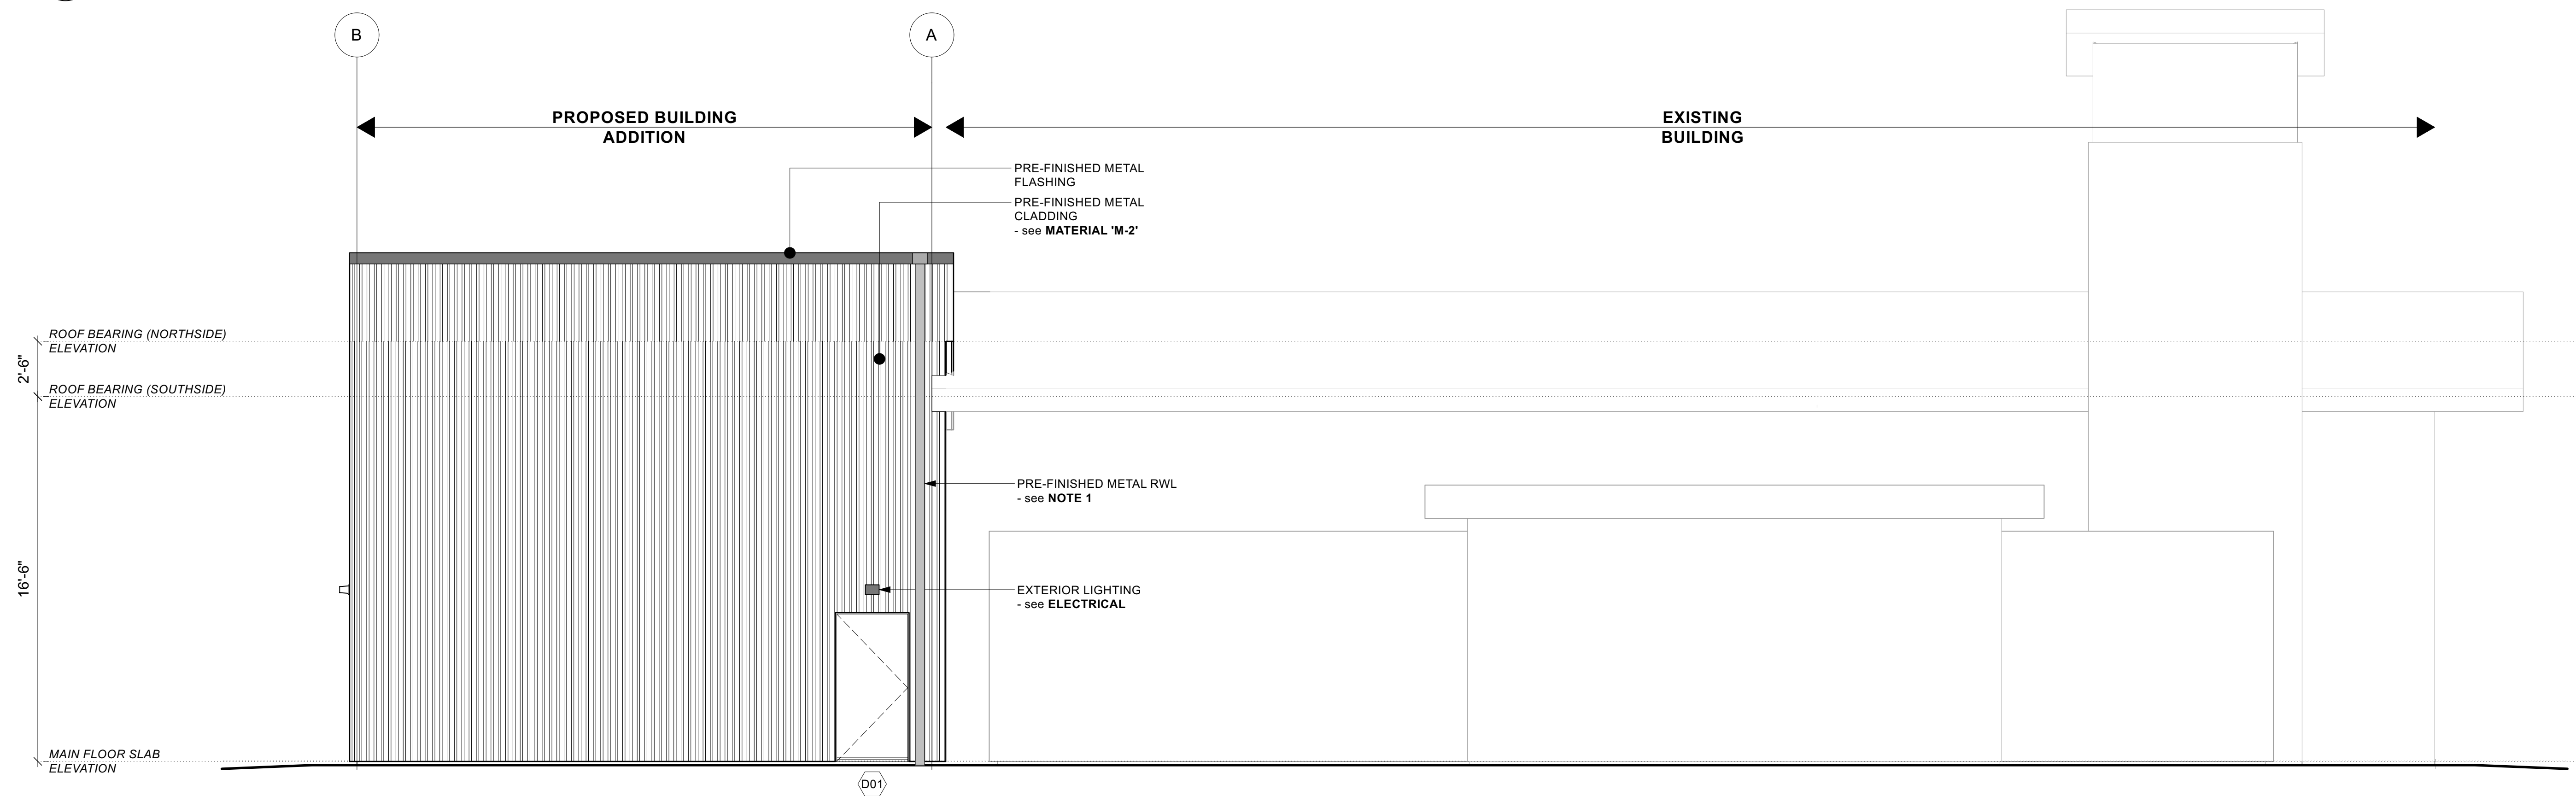 B
A
PROPOSED BUILDING
ADDITION
EXISTING
BUILDING
PRE-FINISHED METAL
FLASHING
PRE-FINISHED METAL
CLADDING
- see MATERIAL 'M-2'
ROOF BEARING (NORTHSIDE)
ELEVATION
2'-6"
ROOF BEARING (SOUTHSIDE)
ELEVATION
PRE-FINISHED METAL RWL
- see NOTE 1
16'-6"
EXTERIOR LIGHTING
- see ELECTRICAL
MAIN FLOOR SLAB
ELEVATION
D01